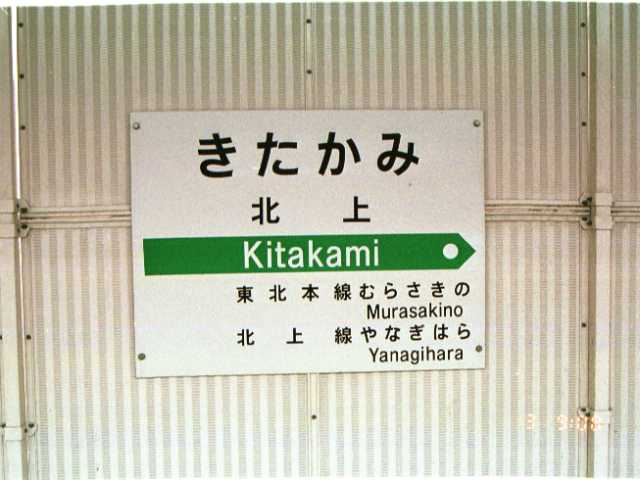 きたかみ
北上
Kitakami
東北本線むらさきの
Murasakino
北上線やなぎはら
Yanagihara